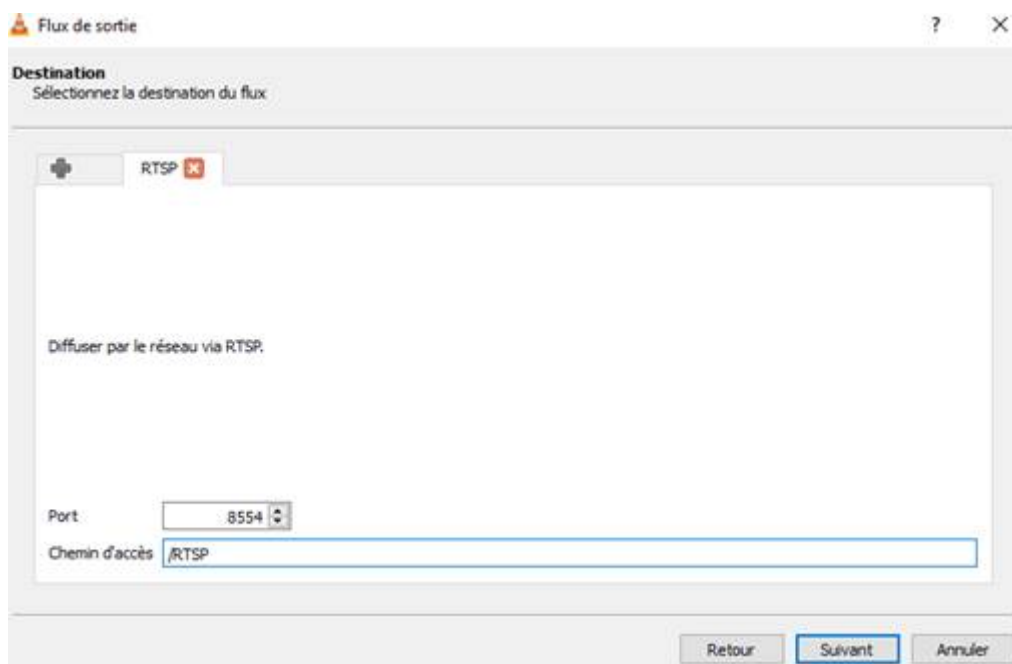 Flux de sortie
Destination
Sélectionnez la destination du flux
RTSP
Diffuser par le réseau via RTSP.
Port 8554
Chemin d'accès /RTSP
Retour Suivant Annuler